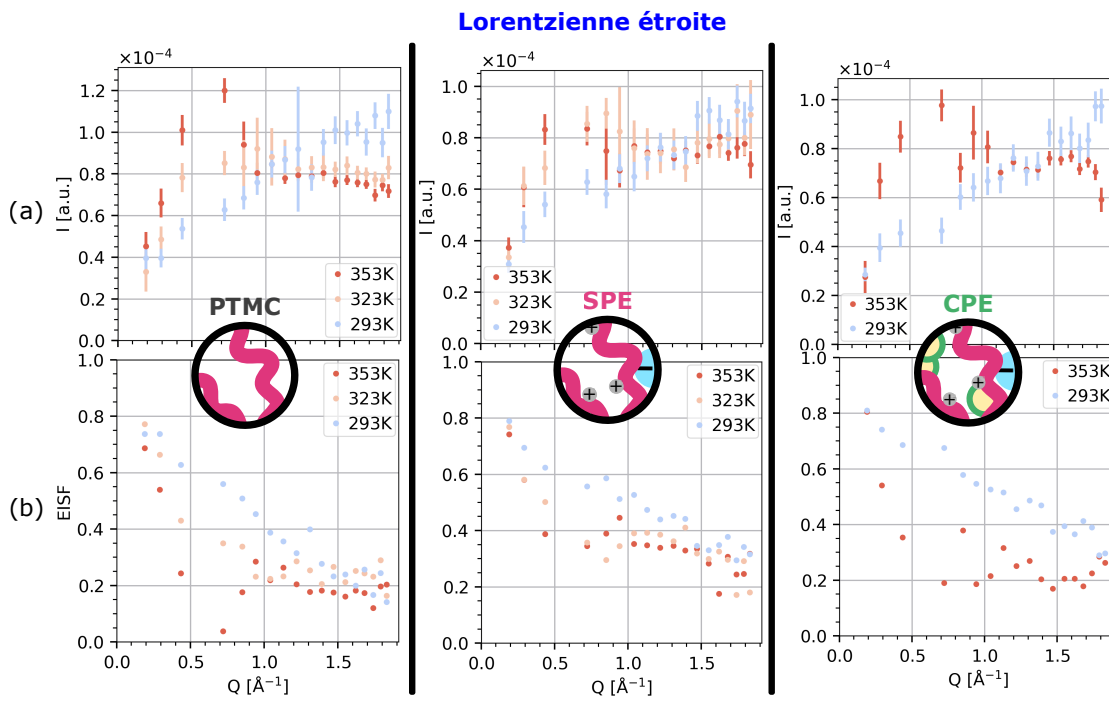 Lorentzienne étroite
×10⁻⁴
×10⁻⁴
×10⁻⁴
(a)
I [a.u.]
1.2
1.0
0.8
0.6
0.4
0.2
0.0
353K
323K
293K
PTMC
I [a.u.]
1.0
0.8
0.6
0.4
0.2
0.0
353K
323K
293K
SPE
+
+
+
−
I [a.u.]
1.0
0.8
0.6
0.4
0.2
0.0
353K
293K
CPE
+
+
+
−
(b)
EISF
1.0
0.8
0.6
0.4
0.2
0.0
353K
323K
293K
0.0
0.5
1.0
1.5
Q [Å⁻¹]
1.0
0.8
0.6
0.4
0.2
0.0
353K
323K
293K
0.0
0.5
1.0
1.5
Q [Å⁻¹]
1.0
0.8
0.6
0.4
0.2
0.0
353K
293K
0.0
0.5
1.0
1.5
Q [Å⁻¹]